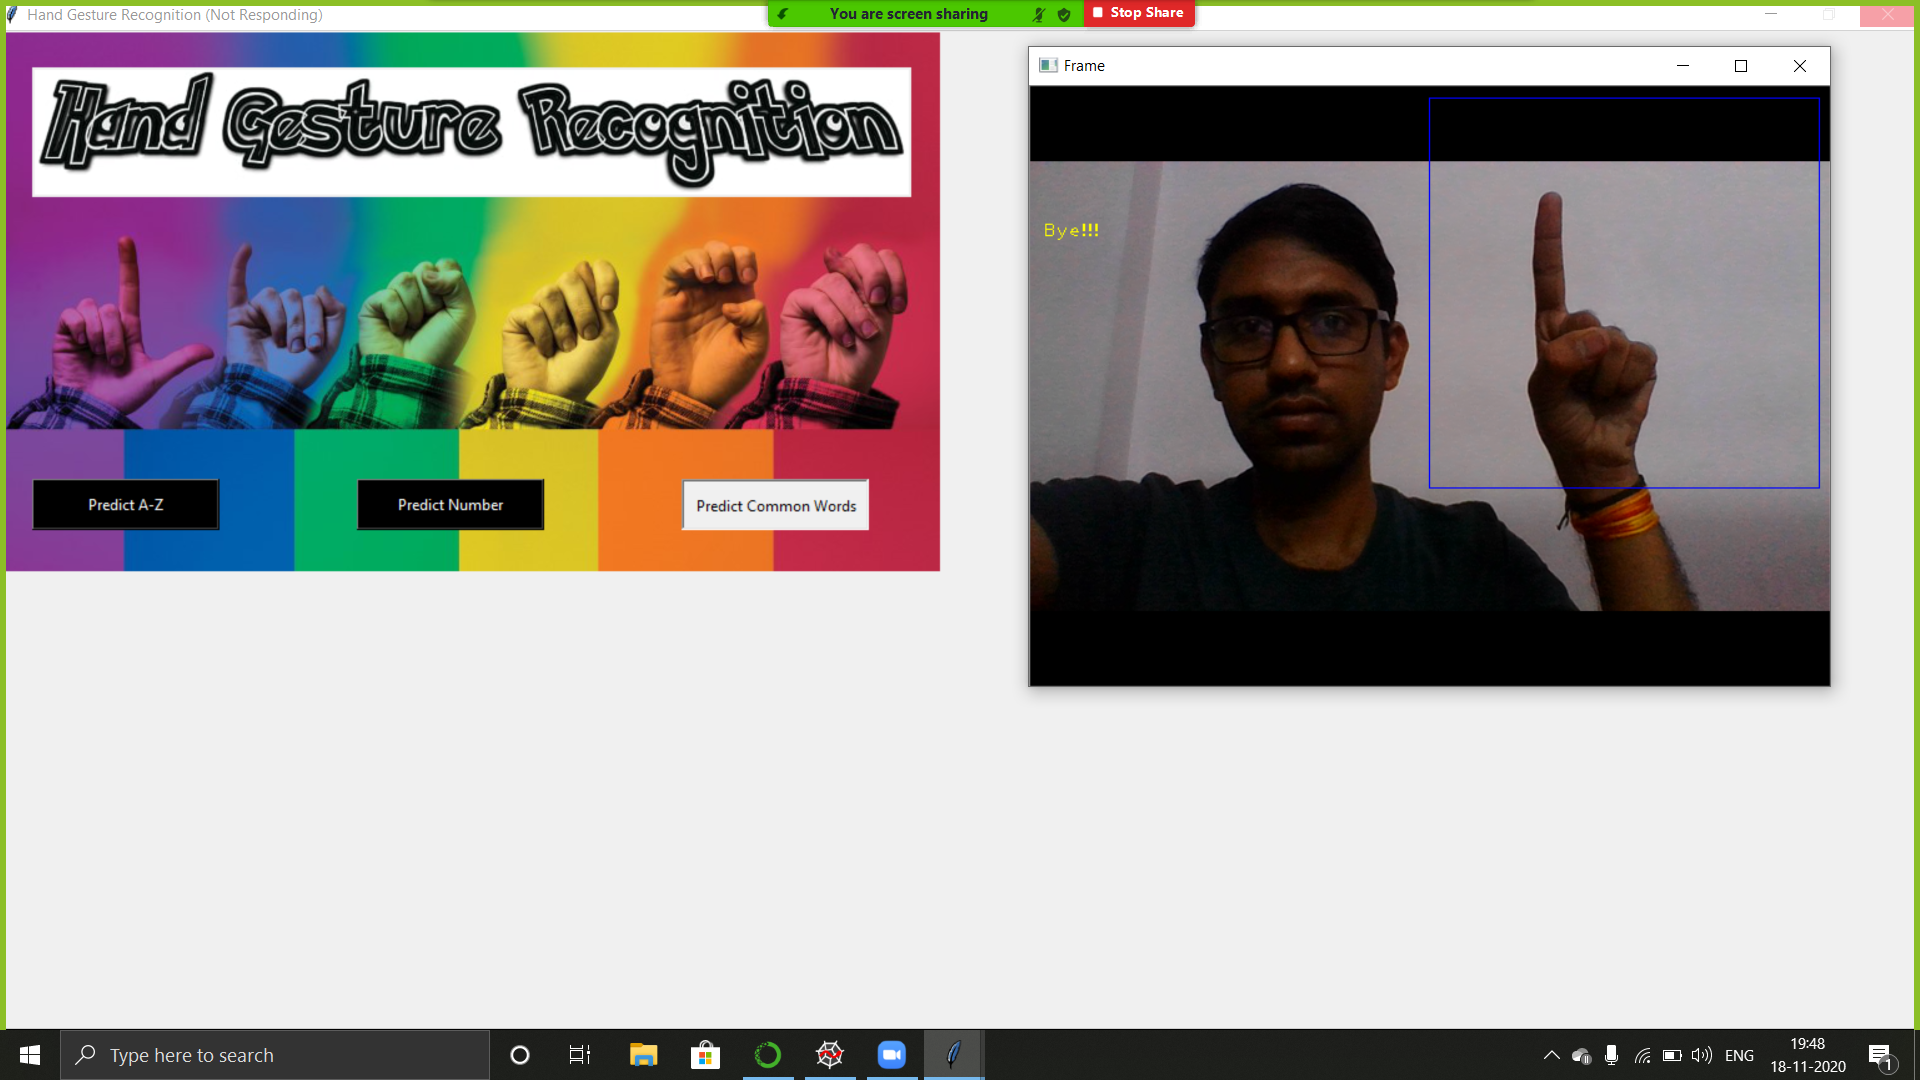 Hand Gesture Recognition (Not Responding)
You are screen sharing
Stop Share
Hand Gesture Recognition
Predict A-Z
Predict Number
Predict Common Words
Frame
Bye!!!
Type here to search
ENG
19:48
18-11-2020
1